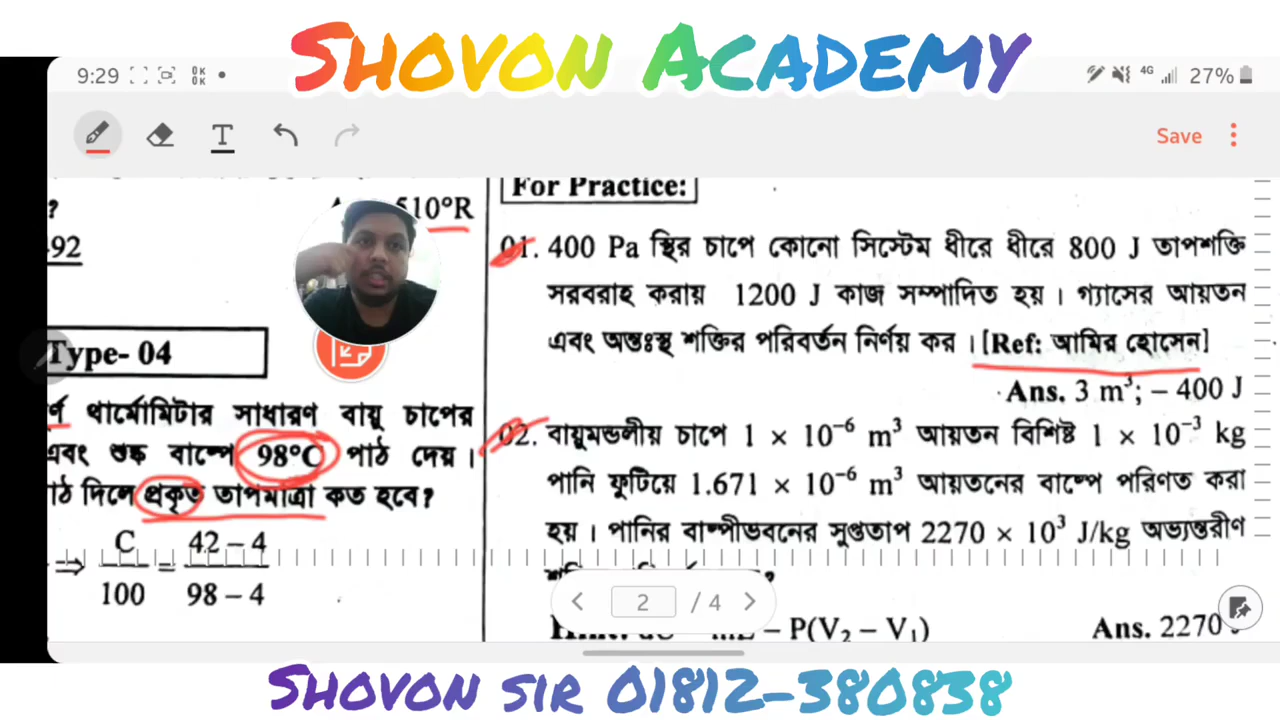 SHOVON ACADEMY
9:29
OK
OK
4G
27%
T
Save
510°R
?
-92
Type- 04
র্ণ থার্মোমিটার সাধারণ বায়ু চাপের
এবং শুষ্ক বাষ্পে 98°C পাঠ দেয়।
াঠ দিলে প্রকৃত তাপমাত্রা কত হবে?
⇒ C/100 = 42 – 4/98 – 4
For Practice:
01. 400 Pa স্থির চাপে কোনো সিস্টেম ধীরে ধীরে 800 J তাপশক্তি
সরবরাহ করায় 1200 J কাজ সম্পাদিত হয়। গ্যাসের আয়তন
এবং অন্তঃস্থ শক্তির পরিবর্তন নির্ণয় কর। [Ref: আমির হোসেন]
Ans. 3 m³; – 400 J
02. বায়ুমন্ডলীয় চাপে 1 × 10⁻⁶ m³ আয়তন বিশিষ্ট 1 × 10⁻³ kg
পানি ফুটিয়ে 1.671 × 10⁻⁶ m³ আয়তনের বাষ্পে পরিণত করা
হয়। পানির বাষ্পীভবনের সুপ্ততাপ 2270 × 10³ J/kg অভ্যন্তরীণ
2 / 4
– P(V₂ – V₁)
Ans. 2270
SHOVON SIR 01812-380838